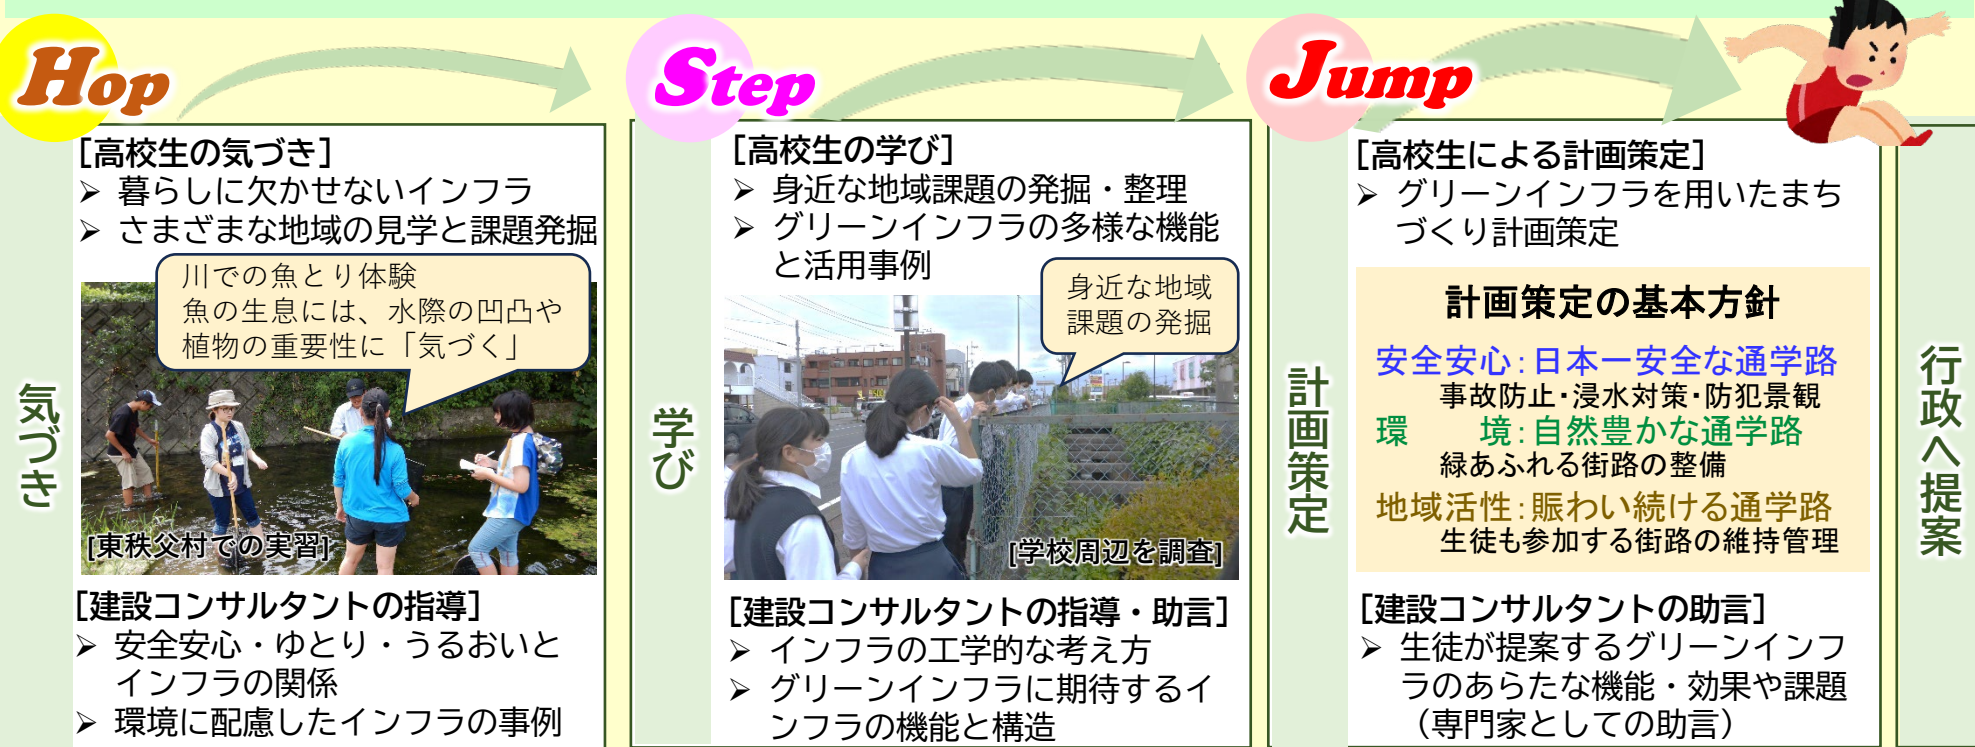 Hop
気づき
[高校生の気づき]
➢ 暮らしに欠かせないインフラ
➢ さまざまな地域の見学と課題発掘
川での魚とり体験
魚の生息には、水際の凹凸や
植物の重要性に「気づく」
[東秩父村での実習]
[建設コンサルタントの指導]
➢ 安全安心・ゆとり・うるおいと
インフラの関係
➢ 環境に配慮したインフラの事例
Step
学び
[高校生の学び]
➢ 身近な地域課題の発掘・整理
➢ グリーンインフラの多様な機能
と活用事例
身近な地域
課題の発掘
[学校周辺を調査]
[建設コンサルタントの指導・助言]
➢ インフラの工学的な考え方
➢ グリーンインフラに期待するイ
ンフラの機能と構造
Jump
計画策定
[高校生による計画策定]
➢ グリーンインフラを用いたまち
づくり計画策定
計画策定の基本方針
安全安心:日本一安全な通学路
事故防止・浸水対策・防犯景観
環　境:自然豊かな通学路
緑あふれる街路の整備
地域活性:賑わい続ける通学路
生徒も参加する街路の維持管理
[建設コンサルタントの助言]
➢ 生徒が提案するグリーンインフ
ラのあらたな機能・効果や課題
（専門家としての助言）
行政へ提案